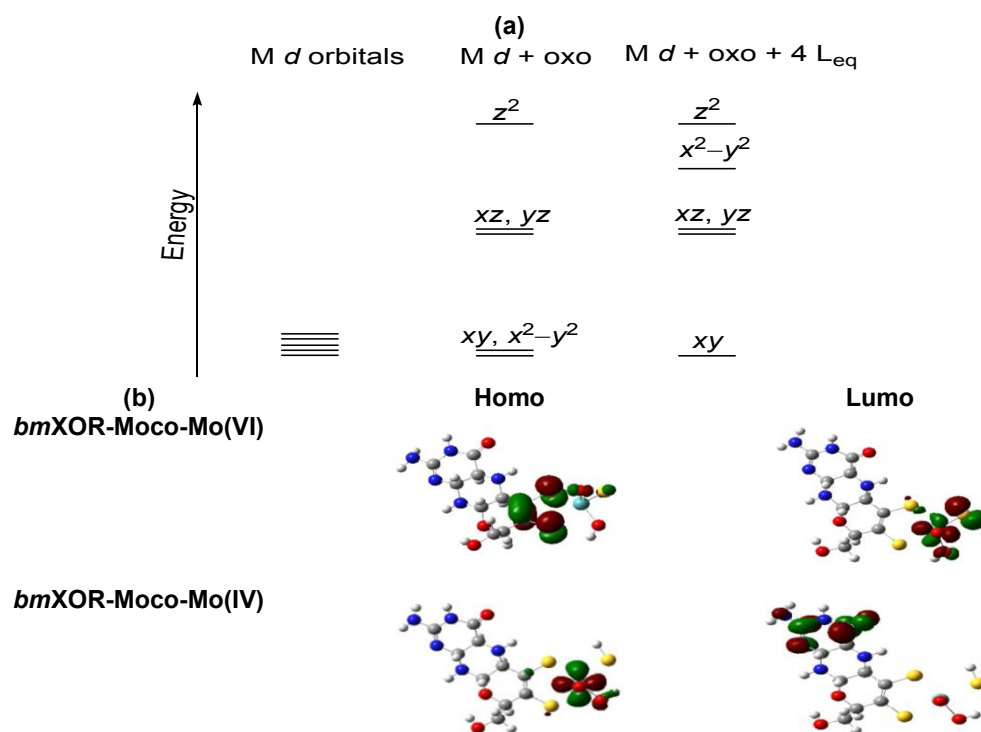 (a)
M d orbitals M d + oxo M d + oxo + 4 Leq
Energy
z² z²
x²–y²
xz, yz xz, yz
xy, x²–y² xy
(b) Homo Lumo
bmXOR-Moco-Mo(VI)
bmXOR-Moco-Mo(IV)